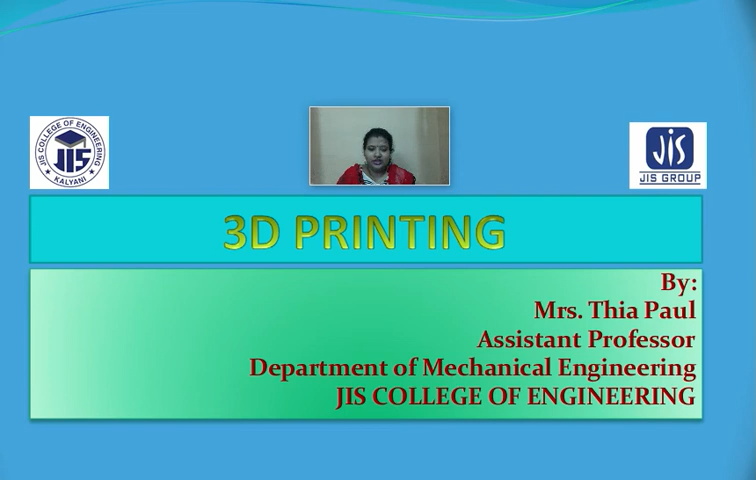 JIS COLLEGE OF ENGINEERING
JIS
KALYANI
JIS
JIS GROUP
3D PRINTING
By:
Mrs. Thia Paul
Assistant Professor
Department of Mechanical Engineering
JIS COLLEGE OF ENGINEERING